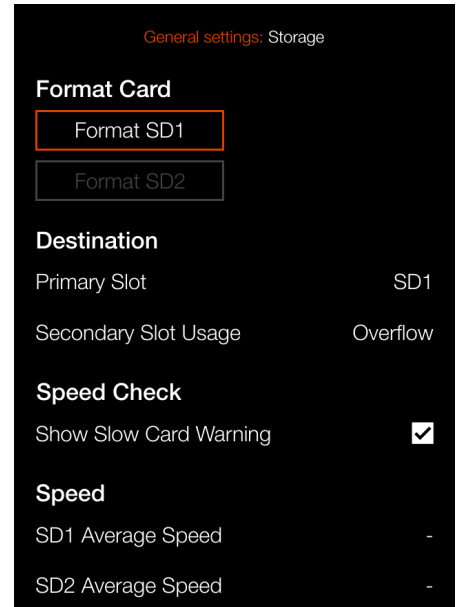 General settings: Storage
Format Card
Format SD1
Format SD2
Destination
Primary Slot SD1
Secondary Slot Usage Overflow
Speed Check
Show Slow Card Warning
Speed
SD1 Average Speed -
SD2 Average Speed -